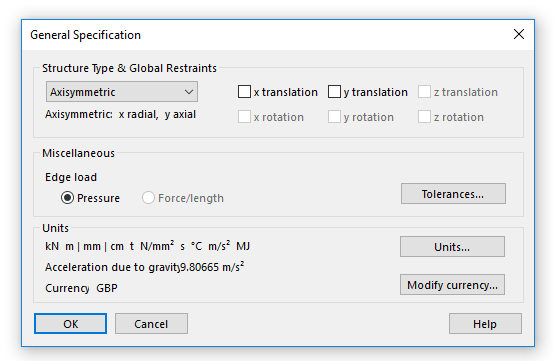 General Specification
Structure Type & Global Restraints
Axisymmetric
x translation
y translation
z translation
Axisymmetric: x radial, y axial
x rotation
y rotation
z rotation
Miscellaneous
Edge load
Pressure
Force/length
Tolerances...
Units
kN m | mm | cm t N/mm² s °C m/s² MJ
Units...
Acceleration due to gravity9.80665 m/s²
Currency GBP
Modify currency...
OK
Cancel
Help